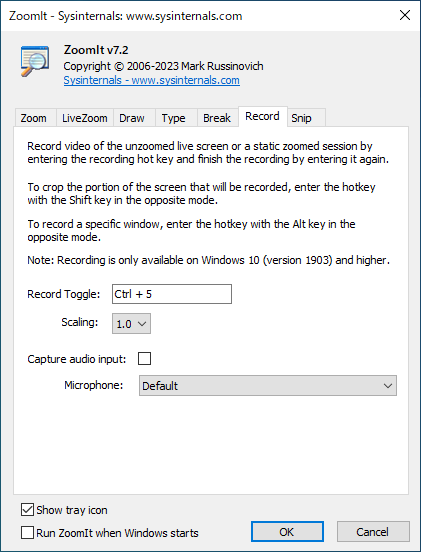 ZoomIt - Sysinternals: www.sysinternals.com
ZoomIt v7.2
Copyright © 2006-2023 Mark Russinovich
Sysinternals - www.sysinternals.com
Zoom LiveZoom Draw Type Break Record Snip
Record video of the unzoomed live screen or a static zoomed session by
entering the recording hot key and finish the recording by entering it again.
To crop the portion of the screen that will be recorded, enter the hotkey
with the Shift key in the opposite mode.
To record a specific window, enter the hotkey with the Alt key in the
opposite mode.
Note: Recording is only available on Windows 10 (version 1903) and higher.
Record Toggle: Ctrl + 5
Scaling: 1.0
Capture audio input:
Microphone: Default
Show tray icon
Run ZoomIt when Windows starts
OK Cancel